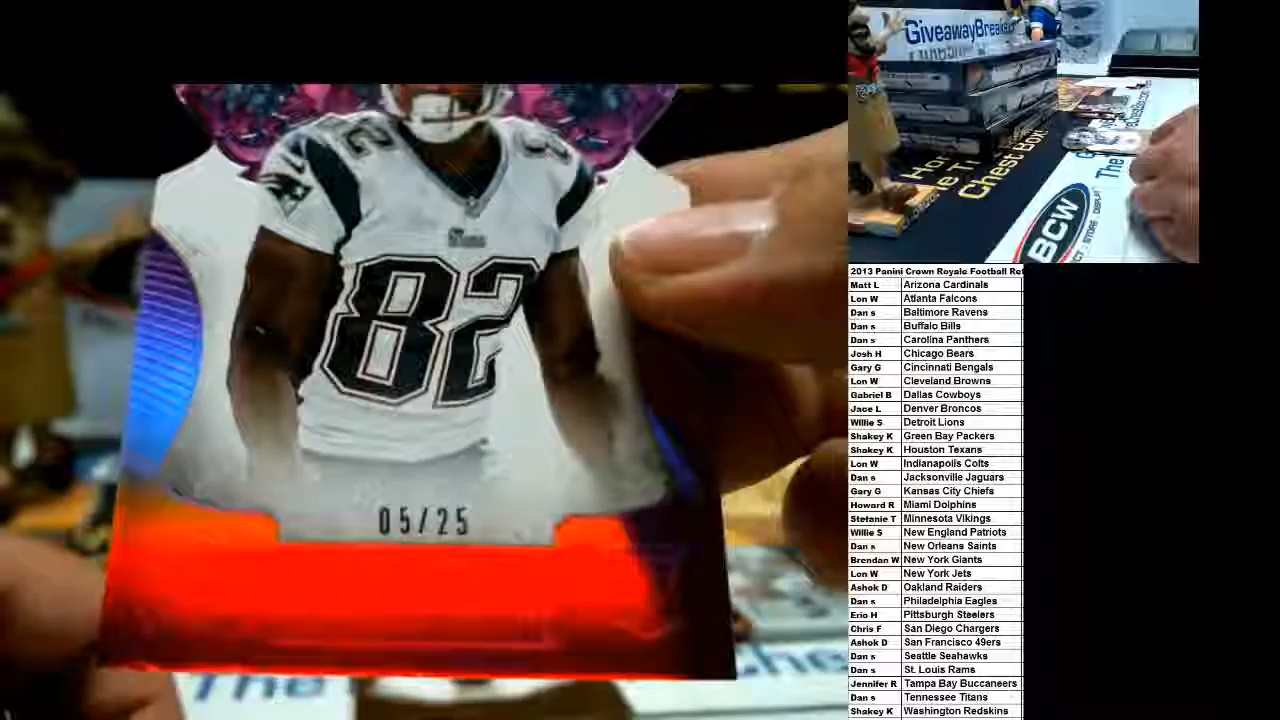 GiveawayBreaks
Chest Box!
The
BCW
82
05/25
The
2013 Panini Crown Royale Football Ret
Matt L Arizona Cardinals
Lon W Atlanta Falcons
Dan s Baltimore Ravens
Dan s Buffalo Bills
Dan s Carolina Panthers
Josh H Chicago Bears
Gary G Cincinnati Bengals
Lon W Cleveland Browns
Gabriel B Dallas Cowboys
Jace L Denver Broncos
Willie S Detroit Lions
Shakey K Green Bay Packers
Shakey K Houston Texans
Lon W Indianapolis Colts
Dan s Jacksonville Jaguars
Gary G Kansas City Chiefs
Howard R Miami Dolphins
Stefanie T Minnesota Vikings
Willie S New England Patriots
Dan s New Orleans Saints
Brendan W New York Giants
Lon W New York Jets
Ashok D Oakland Raiders
Dan s Philadelphia Eagles
Eric H Pittsburgh Steelers
Chris F San Diego Chargers
Ashok D San Francisco 49ers
Dan s Seattle Seahawks
Dan s St. Louis Rams
Jennifer R Tampa Bay Buccaneers
Dan s Tennessee Titans
Shakey K Washington Redskins